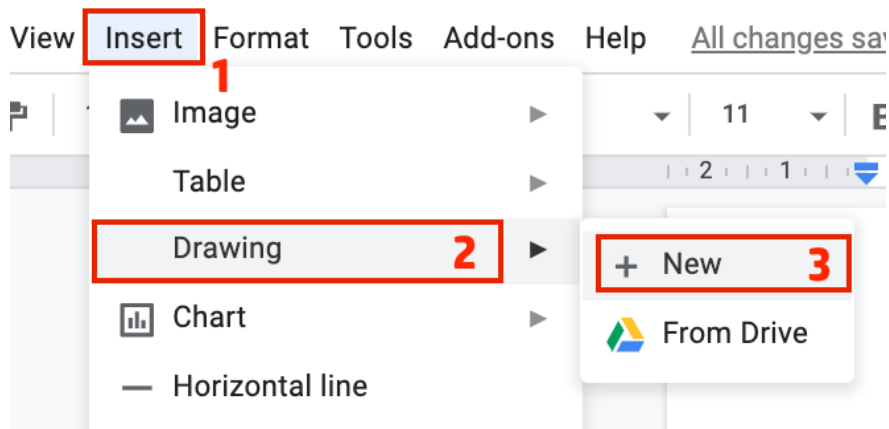 View Insert Format Tools Add-ons Help All changes sav
1
Image
11 B
Table
2 1
Drawing 2
New 3
Chart
From Drive
Horizontal line